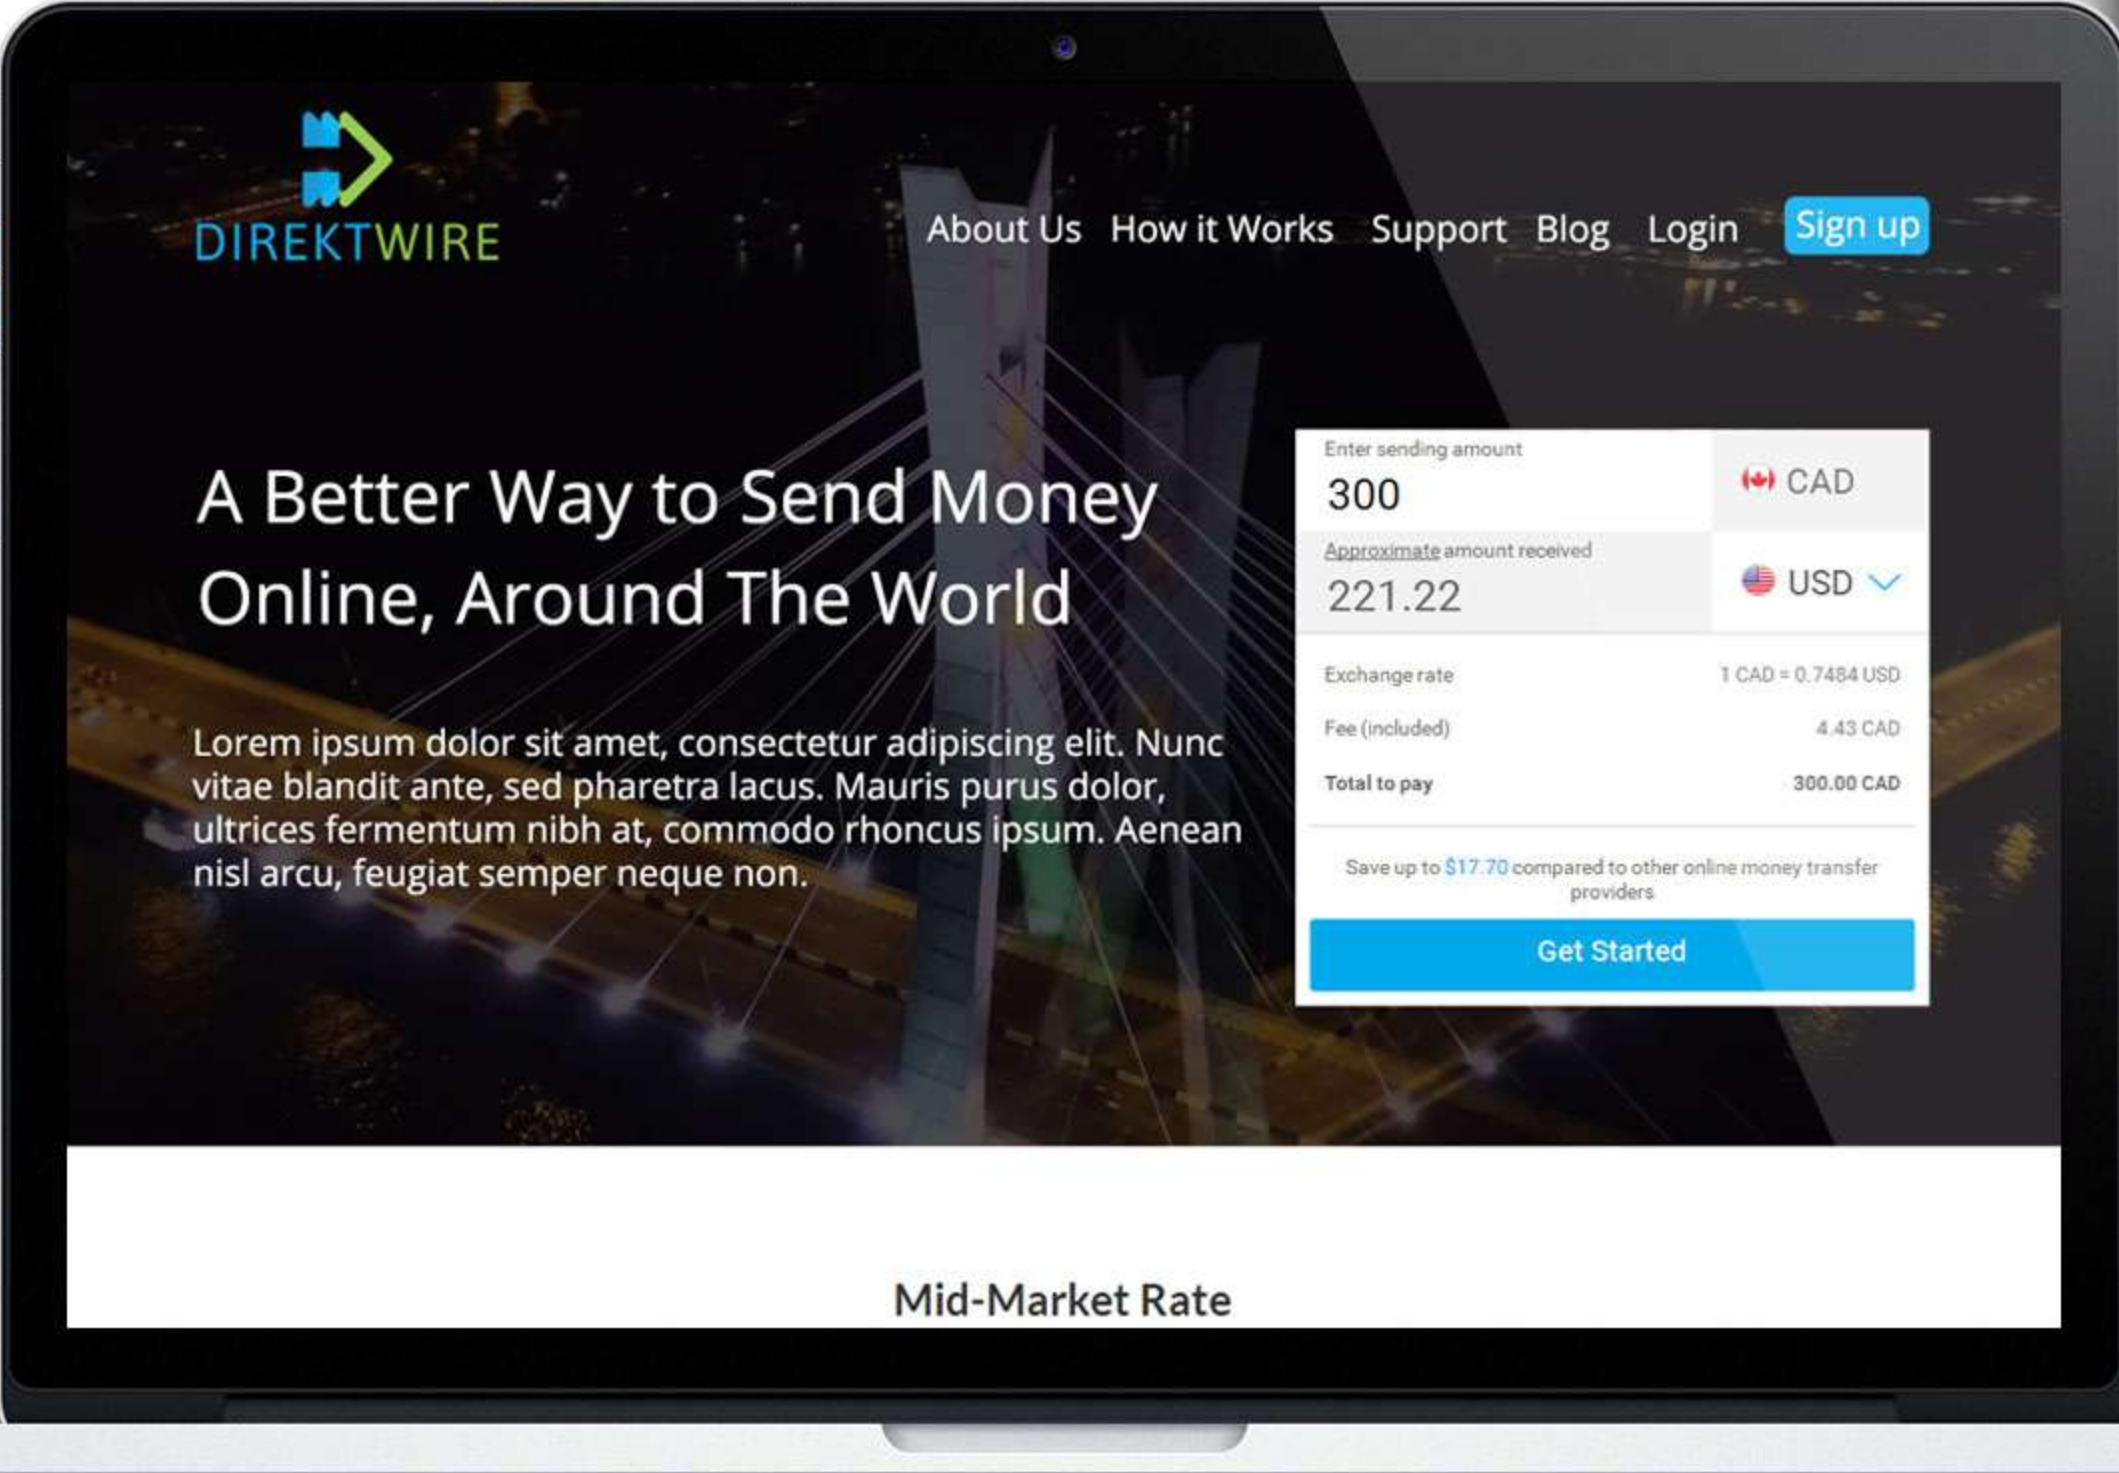 DIREKTWIRE
About Us How it Works Support Blog Login Sign up
A Better Way to Send Money
Online, Around The World
Lorem ipsum dolor sit amet, consectetur adipiscing elit. Nunc
vitae blandit ante, sed pharetra lacus. Mauris purus dolor,
ultrices fermentum nibh at, commodo rhoncus ipsum. Aenean
nisl arcu, feugiat semper neque non.
Enter sending amount
300 CAD
Approximate amount received
221.22 USD
Exchange rate 1 CAD = 0.7484 USD
Fee (included) 4.43 CAD
Total to pay 300.00 CAD
Save up to $17.70 compared to other online money transfer
providers
Get Started
Mid-Market Rate